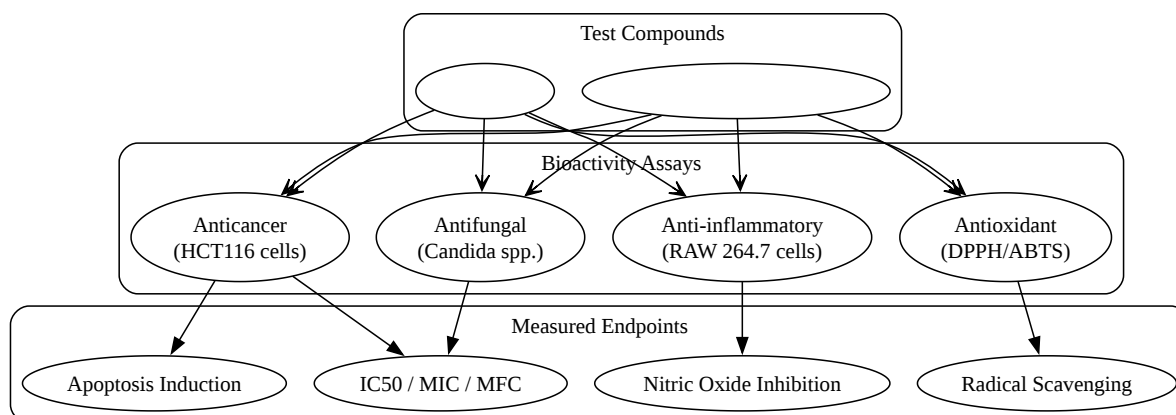 Test Compounds
Bioactivity Assays
Anticancer
(HCT116 cells)
Antifungal
(Candida spp.)
Anti-inflammatory
(RAW 264.7 cells)
Antioxidant
(DPPH/ABTS)
Measured Endpoints
Apoptosis Induction
IC50 / MIC / MFC
Nitric Oxide Inhibition
Radical Scavenging